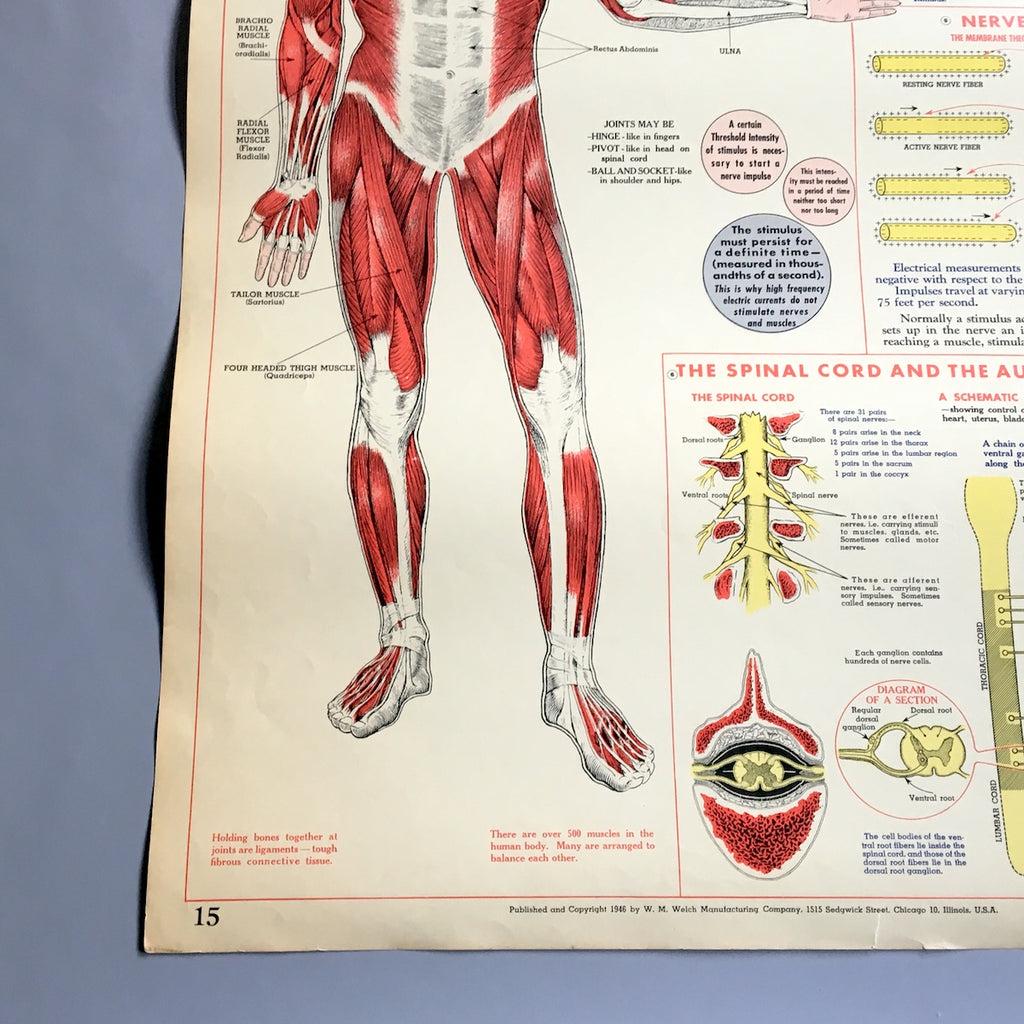 BRACHIO
RADIAL
MUSCLE
(Brachi-
oradialis)
RADIAL
FLEXOR
MUSCLE
(Flexor
Radialis)
TAILOR MUSCLE
(Sartorius)
FOUR HEADED THIGH MUSCLE
(Quadriceps)
Rectus Abdominis
ULNA
JOINTS MAY BE
-HINGE - like in fingers
-PIVOT - like in head on
spinal cord
-BALL AND SOCKET-like
in shoulder and hips.
A certain
Threshold Intensity
of stimulus is neces-
sary to start a
nerve impulse
This inten-
ity must be reached
in a period of time
neither too short
nor too long
The stimulus
must persist for
a definite time—
(measured in thous-
andths of a second).
This is why high frequency
electric currents do not
stimulate nerves
and muscles
NERVE
THE MEMBRANE THE
RESTING NERVE FIBER
ACTIVE NERVE FIBER
Electrical measurements
negative with respect to the
Impulses travel at varyin
75 feet per second.
Normally a stimulus ac
sets up in the nerve an i
reaching a muscle, stimula
THE SPINAL CORD AND THE AU
THE SPINAL CORD
There are 31 pairs
of spinal nerves:—
8 pairs arise in the neck
12 pairs arise in the thorax
5 pairs arise in the lumbar region
5 pairs in the sacrum
1 pair in the coccyx
Dorsal roots
Ganglion
Ventral roots
Spinal nerve
These are efferent
nerves, i.e. carrying stimuli
to muscles, glands, etc.
Sometimes called motor
nerves.
These are afferent
nerves, i.e., carrying sen-
sory impulses. Sometimes
called sensory nerves.
A SCHEMATIC
—showing control o
heart, uterus, blade
A chain o
ventral ga
along the
THORACIC CORD
LUMBAR CORD
Each ganglion contains
hundreds of nerve cells.
DIAGRAM
OF A SECTION
Regular
dorsal
ganglion
Dorsal root
Ventral root
The cell bodies of the ven-
tral root fibers lie inside the
spinal cord, and those of the
dorsal root fibers lie in the
dorsal root ganglion.
Holding bones together at
joints are ligaments — tough
fibrous connective tissue.
There are over 500 muscles in the
human body. Many are arranged to
balance each other.
15
Published and Copyright 1946 by W. M. Welch Manufacturing Company, 1515 Sedgwick Street, Chicago 10, Illinois, U.S.A.